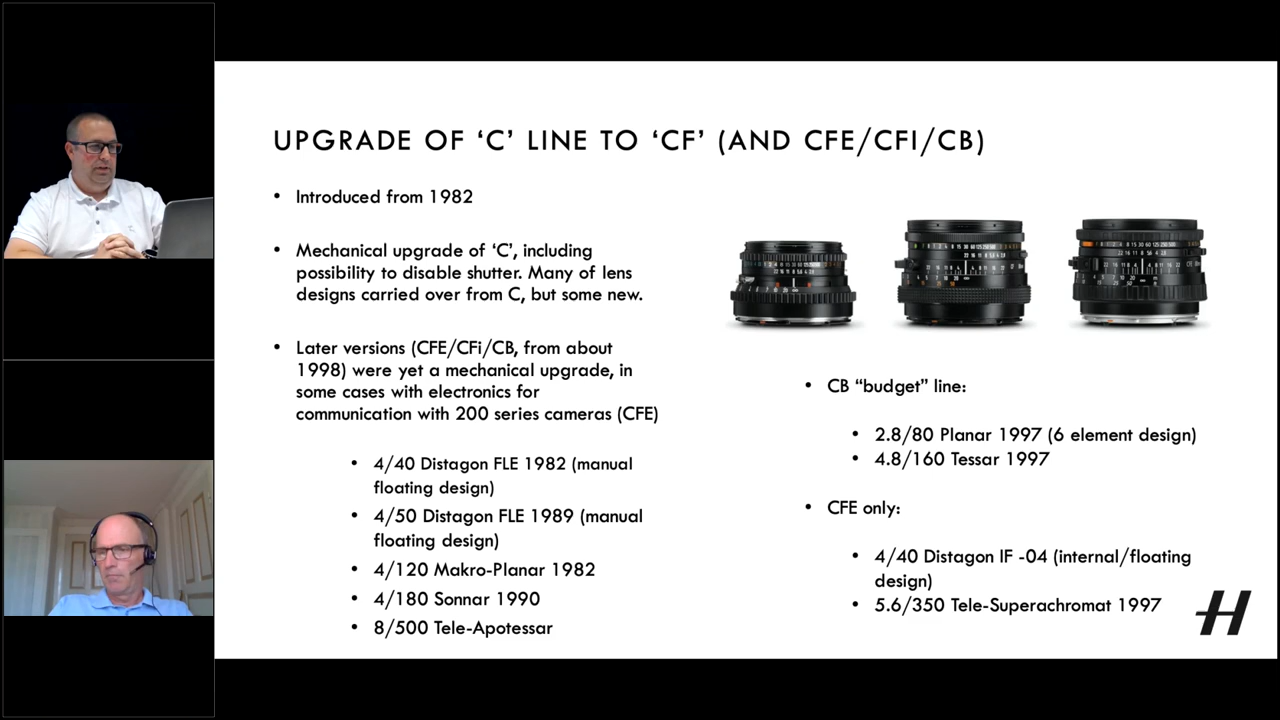 UPGRADE OF ‘C’ LINE TO ‘CF’ (AND CFE/CFI/CB)
• Introduced from 1982
• Mechanical upgrade of ‘C’, including
possibility to disable shutter. Many of lens
designs carried over from C, but some new.
• Later versions (CFE/CFi/CB, from about
1998) were yet a mechanical upgrade, in
some cases with electronics for
communication with 200 series cameras (CFE)
• 4/40 Distagon FLE 1982 (manual
floating design)
• 4/50 Distagon FLE 1989 (manual
floating design)
• 4/120 Makro-Planar 1982
• 4/180 Sonnar 1990
• 8/500 Tele-Apotessar
• CB “budget” line:
• 2.8/80 Planar 1997 (6 element design)
• 4.8/160 Tessar 1997
• CFE only:
• 4/40 Distagon IF -04 (internal/floating
design)
• 5.6/350 Tele-Superachromat 1997
H